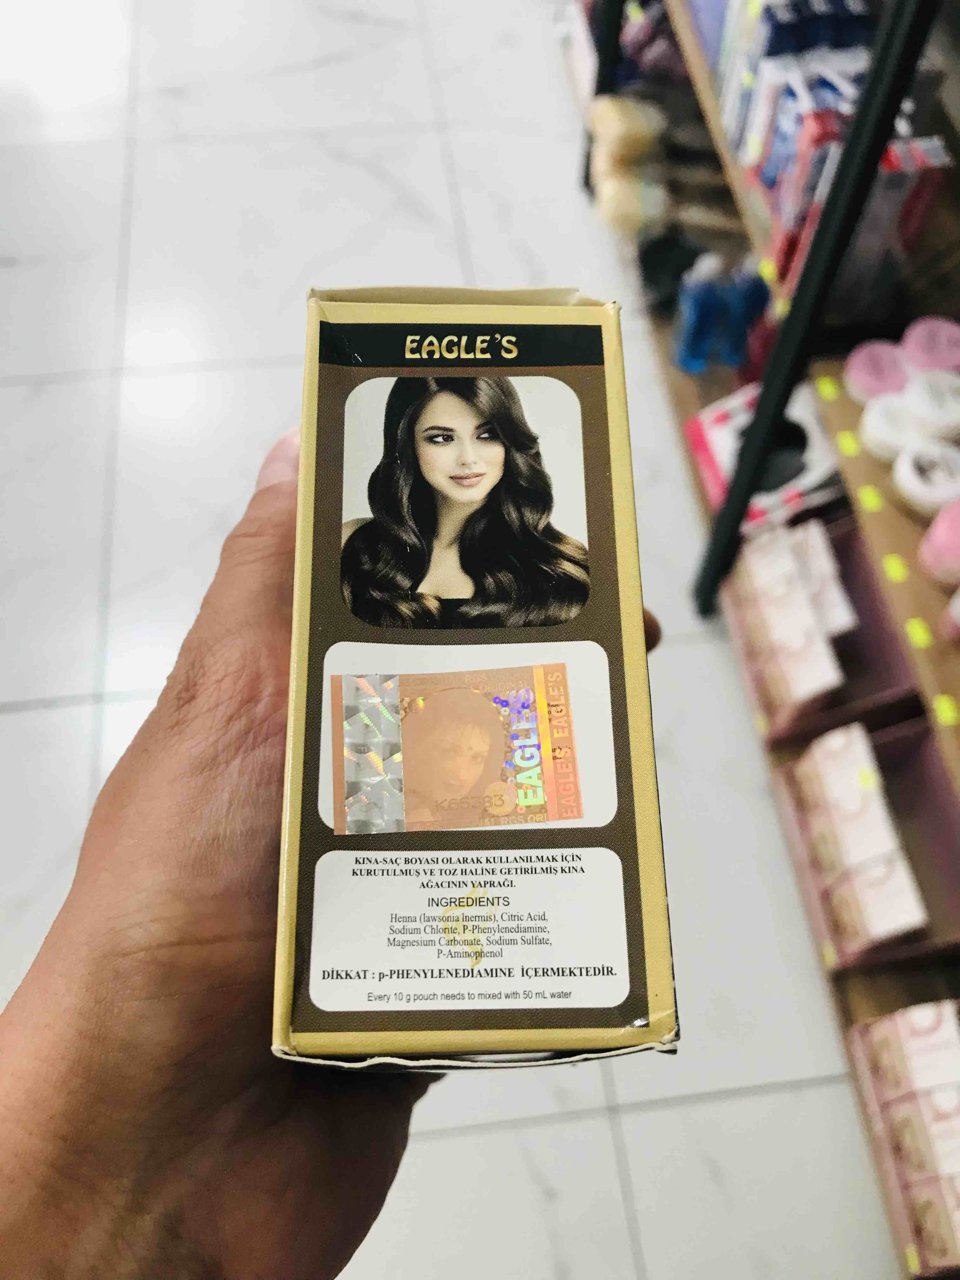 EAGLE'S
RGS
EAGLE'S
EAGLE'S EAGLE'S
K65383
KINA-SAÇ BOYASI OLARAK KULLANILMAK İÇİN
KURUTULMUŞ VE TOZ HALİNE GETİRİLMİŞ KINA
AĞACININ YAPRAĞI.
INGREDIENTS
Henna (lawsonia Inermis), Citric Acid,
Sodium Chlorite, P-Phenylenediamine,
Magnesium Carbonate, Sodium Sulfate,
P-Aminophenol
DİKKAT : p-PHENYLENEDIAMINE İÇERMEKTEDİR.
Every 10 g pouch needs to mixed with 50 mL water